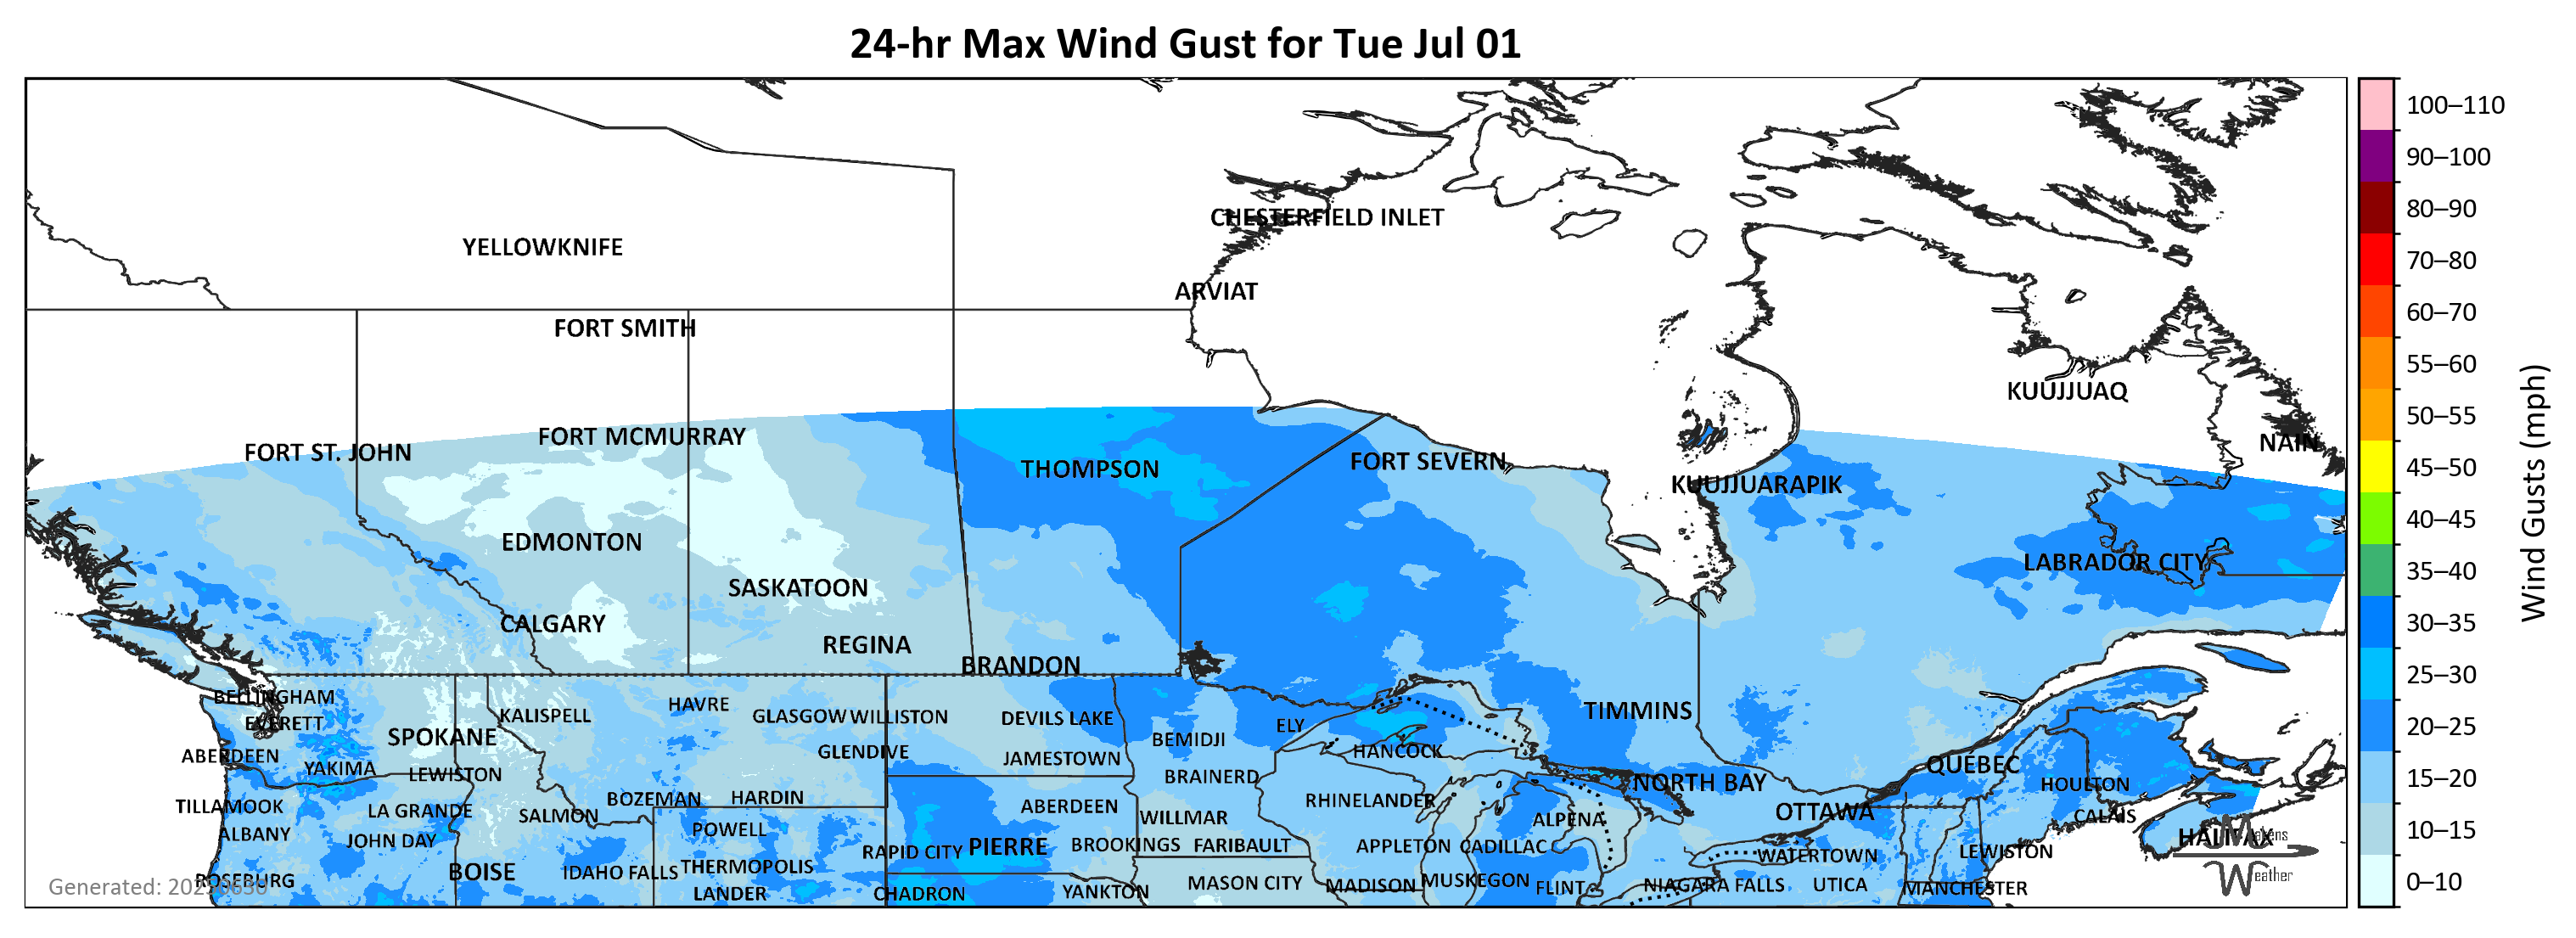 24-hr Max Wind Gust for Tue Jul 01
100–110
90–100
80–90
70–80
60–70
55–60
50–55
45–50
40–45
35–40
30–35
25–30
20–25
15–20
10–15
0–10
Wind Gusts (mph)
CHESTERFIELD INLET
YELLOWKNIFE
ARVIAT
FORT SMITH
KUUJJUAQ
FORT MCMURRAY
NAIN
FORT ST. JOHN
FORT SEVERN
THOMPSON
KUUJJUARAPIK
EDMONTON
LABRADOR CITY
SASKATOON
CALGARY
REGINA
BRANDON
BELLINGHAM
HAVRE
TIMMINS
KALISPELL
GLASGOW WILLISTON
DEVILS LAKE
EVERETT
ELY
SPOKANE
BEMIDJI
GLENDIVE
HANCOCK
ABERDEEN
JAMESTOWN
QUÉBEC
YAKIMA
LEWISTON
BRAINERD
NORTH BAY
HOULTON
BOZEMAN
HARDIN
RHINELANDER
TILLAMOOK
LA GRANDE
ABERDEEN
OTTAWA
SALMON
WILLMAR
ALPENA
CALAIS
POWELL
ALBANY
HALIFAX
JOHN DAY
PIERRE
BROOKINGS
FARIBAULT
APPLETON
CADILLAC
RAPID CITY
LEWISTON
WATERTOWN
THERMOPOLIS
BOISE
IDAHO FALLS
ROSEBURG
MUSKEGON
MASON CITY
MADISON
FLINT
NIAGARA FALLS
UTICA
MANCHESTER
LANDER
CHADRON
YANKTON
Generated:
Weather